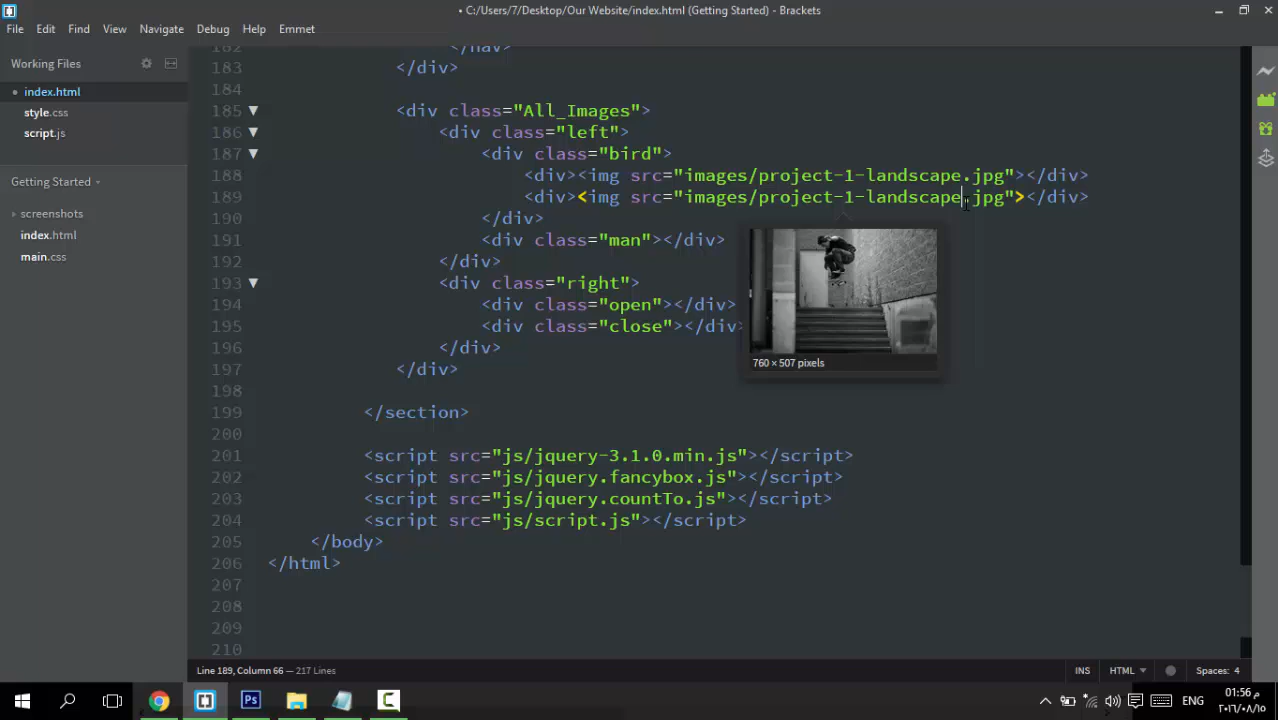 • C:/Users/7/Desktop/Our Website/index.html (Getting Started) - Brackets
File Edit Find View Navigate Debug Help Emmet
Working Files
index.html
style.css
script.js
Getting Started
screenshots
index.html
main.css
182 </nav>
183 </div>
184
185 <div class="All_Images">
186 <div class="left">
187 <div class="bird">
188 <div><img src="images/project-1-landscape.jpg"></div>
189 <div><img src="images/project-1-landscape.jpg"></div>
190 </div>
191 <div class="man"></div>
192 </div>
193 <div class="right">
194 <div class="open"></div>
195 <div class="close"></div>
196 </div>
197 </div>
198
199 </section>
200
201 <script src="js/jquery-3.1.0.min.js"></script>
202 <script src="js/jquery.fancybox.js"></script>
203 <script src="js/jquery.countTo.js"></script>
204 <script src="js/script.js"></script>
205 </body>
206 </html>
207
208
209
210
760 × 507 pixels
Line 189, Column 66 — 217 Lines
INS HTML Spaces: 4
Ps
ENG
01:56 م
٢٠١٦/٠٨/١٥